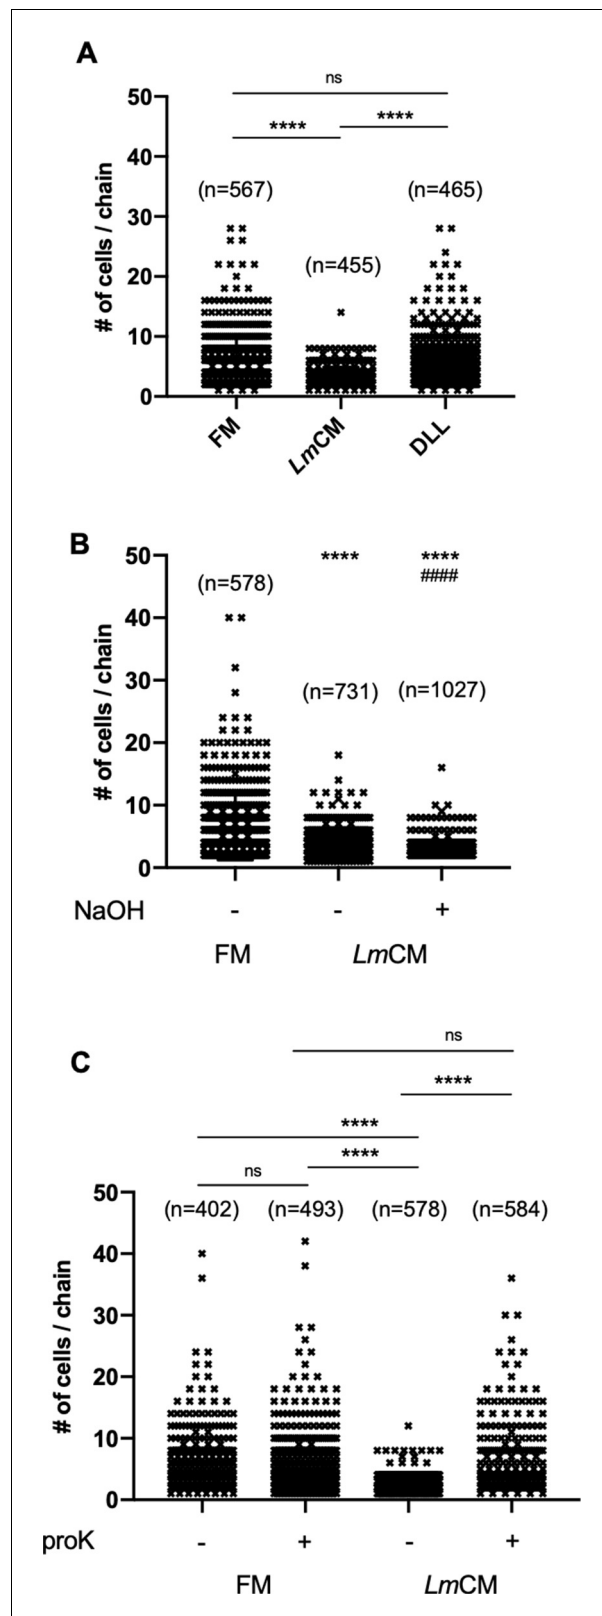 A
ns
****
****
50
40
30
20
10
0
# of cells / chain
(n=567)
(n=455)
(n=465)
FM
LmCM
DLL
B
50
40
30
20
10
0
# of cells / chain
(n=578)
****
(n=731)
****
####
(n=1027)
NaOH - - +
FM LmCM
C
ns
****
****
****
ns
50
40
30
20
10
0
# of cells / chain
(n=402) (n=493) (n=578) (n=584)
proK - + - +
FM LmCM